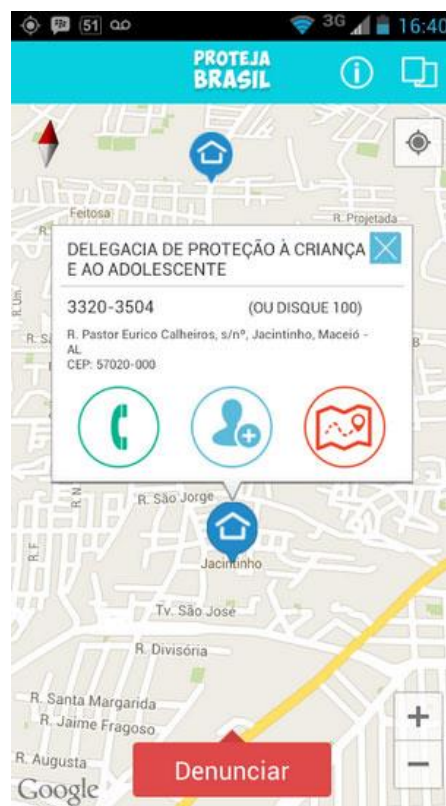 51
3G
16:40
PROTEJA
BRASIL
Feitosa
R. Projetada
DELEGACIA DE PROTEÇÃO À CRIANÇA
E AO ADOLESCENTE
3320-3504 (OU DISQUE 100)
R. Pastor Eurico Calheiros, s/nº, Jacintinho, Maceió -
AL
CEP: 57020-000
R. Um
R. S
B
R. N
R. São Jorge
R. F
Jacintinho
Tv. São José
R. Divisória
R. Santa Margarida
R. Jaime Fragoso
R. Augusta
Google
Denunciar
+
−